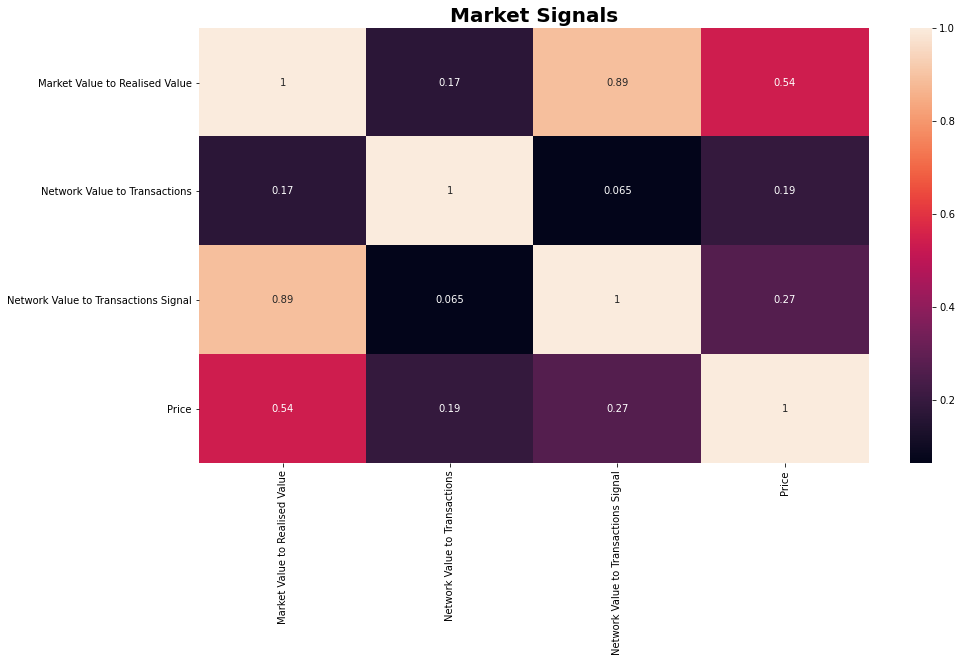 Market Signals
Market Value to Realised Value
1
0.17
0.89
0.54
Network Value to Transactions
0.17
1
0.065
0.19
Network Value to Transactions Signal
0.89
0.065
1
0.27
Price
0.54
0.19
0.27
1
Market Value to Realised Value
Network Value to Transactions
Network Value to Transactions Signal
Price
1.0
0.8
0.6
0.4
0.2